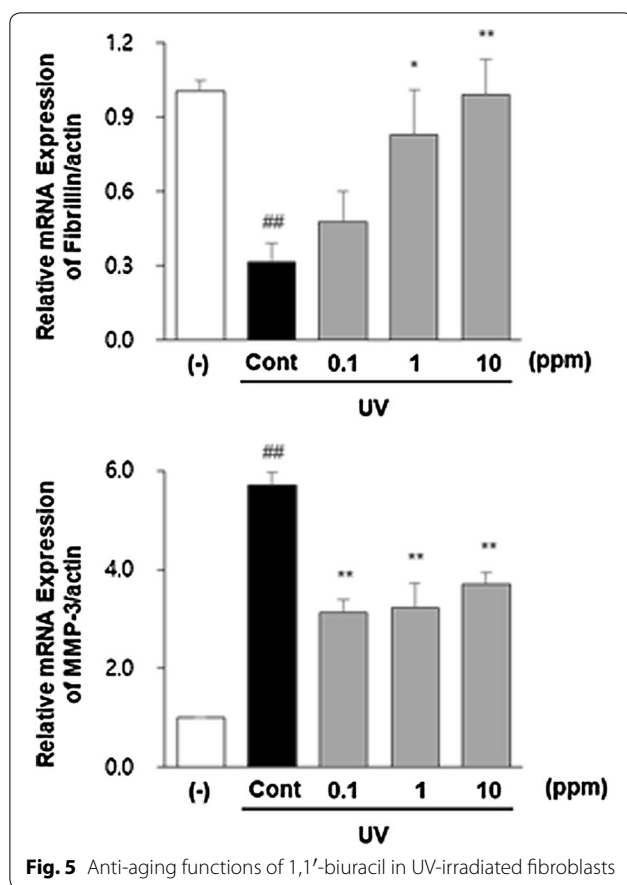 Relative mRNA Expression
of Fibrillin/actin
1.2
0.9
0.6
0.3
0.0
##
*
**
(-) Cont 0.1 1 10 (ppm)
UV
Relative mRNA Expression
of MMP-3/actin
6.0
4.0
2.0
0.0
##
**
**
**
(-) Cont 0.1 1 10 (ppm)
UV
Fig. 5 Anti-aging functions of 1,1′-biuracil in UV-irradiated fibroblasts